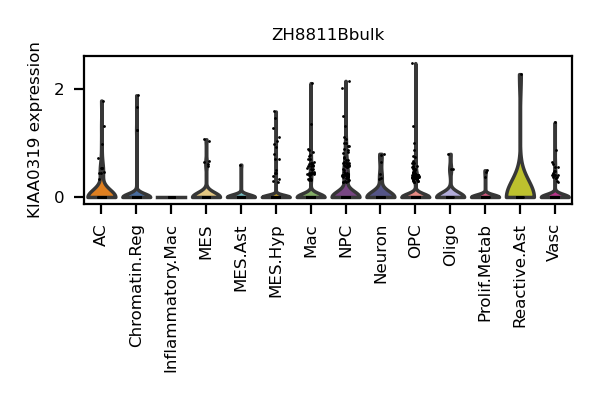 ZH8811Bbulk
KIAA0319 expression
2
0
AC
Chromatin.Reg
Inflammatory.Mac
MES
MES.Ast
MES.Hyp
Mac
NPC
Neuron
OPC
Oligo
Prolif.Metab
Reactive.Ast
Vasc